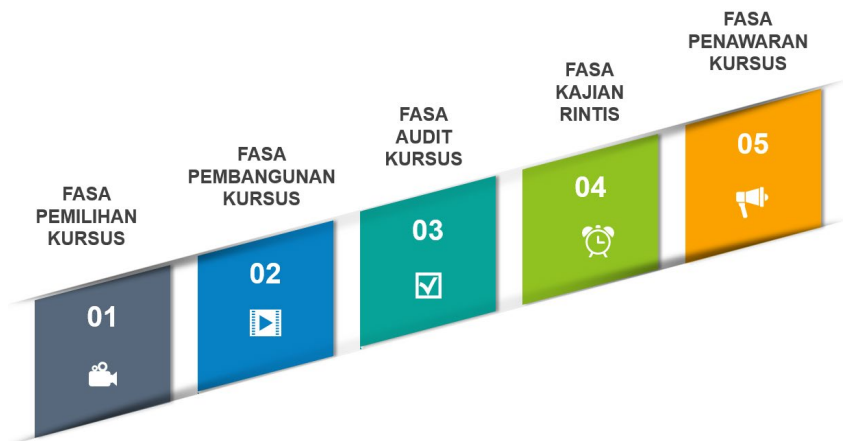 FASA
PEMILIHAN
KURSUS
01
FASA
PEMBANGUNAN
KURSUS
02
FASA
AUDIT
KURSUS
03
FASA
KAJIAN
RINTIS
04
FASA
PENAWARAN
KURSUS
05